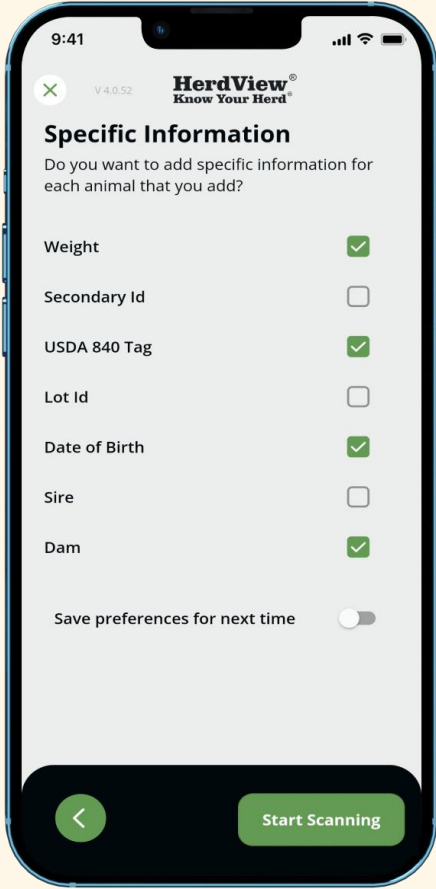 9:41
V 4.0.52
HerdView®
Know Your Herd®
Specific Information
Do you want to add specific information for
each animal that you add?
Weight
Secondary Id
USDA 840 Tag
Lot Id
Date of Birth
Sire
Dam
Save preferences for next time
Start Scanning